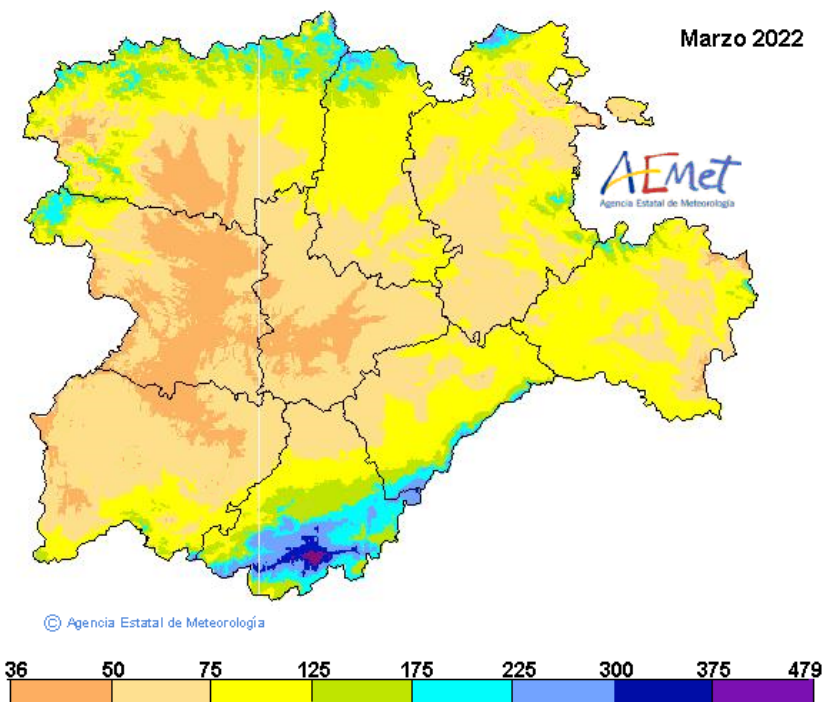 Marzo 2022
AEMet
Agencia Estatal de Meteorología
© Agencia Estatal de Meteorología
36 50 75 125 175 225 300 375 479